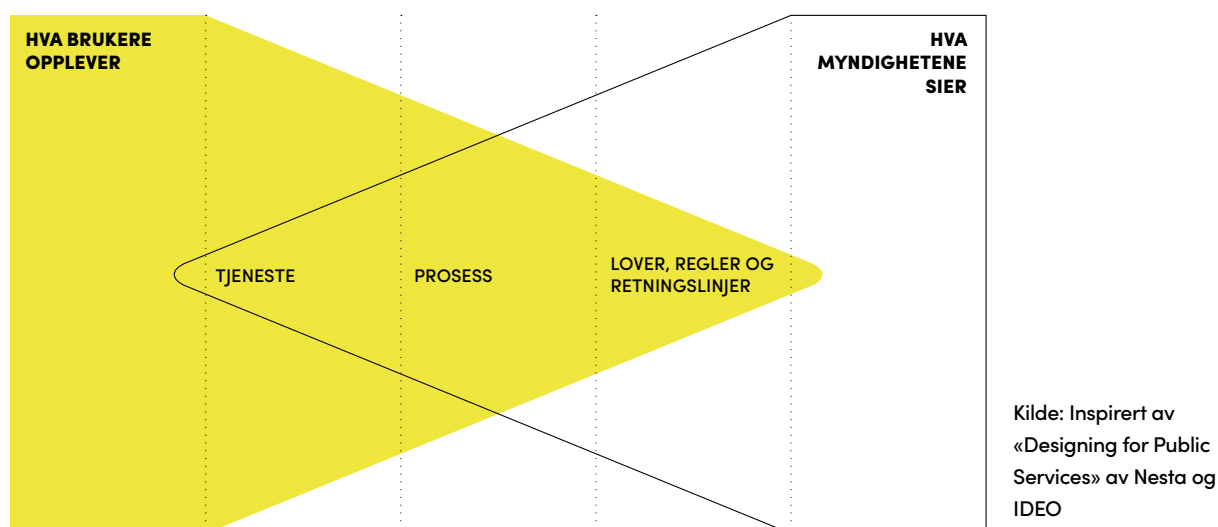 HVA BRUKERE
OPPLEVER
HVA
MYNDIGHETENE
SIER
TJENESTE
PROSESS
LOVER, REGLER OG
RETNINGSLINJER
Kilde: Inspirert av
«Designing for Public
Services» av Nesta og
IDEO